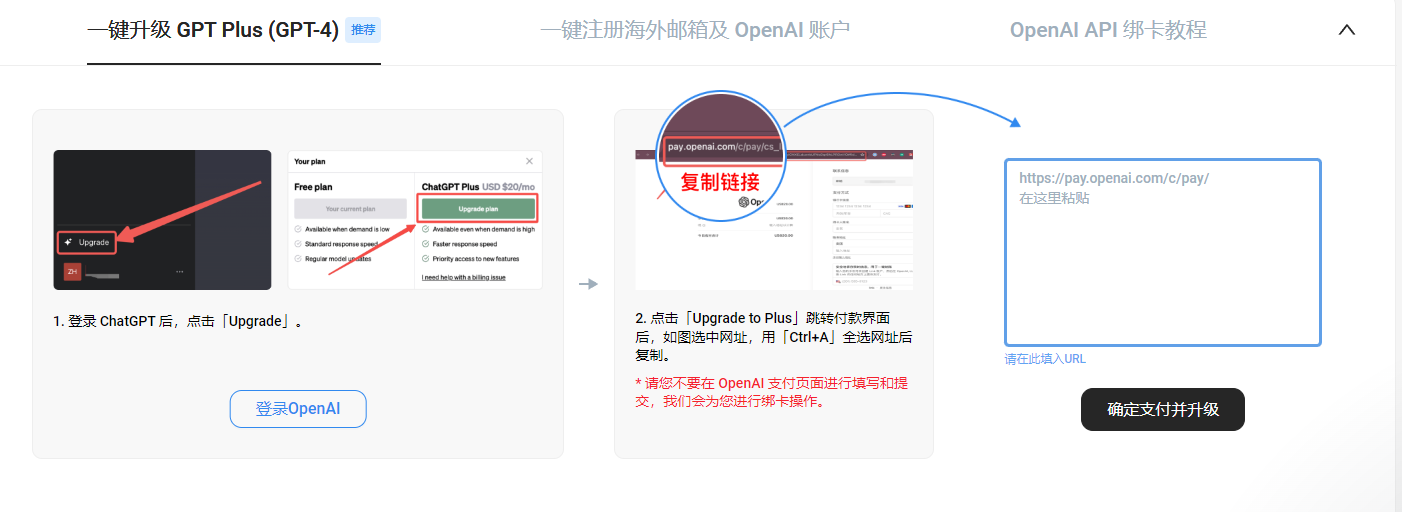 一键升级 GPT Plus (GPT-4) 推荐
一键注册海外邮箱及 OpenAI 账户
OpenAI API 绑卡教程
Upgrade
ZH
Your plan
Free plan
Your current plan
Available when demand is low
Standard response speed
Regular model updates
ChatGPT Plus USD $20/mo
Upgrade plan
Available even when demand is high
Faster response speed
Priority access to new features
I need help with a billing issue
1. 登录 ChatGPT 后，点击「Upgrade」。
登录OpenAI
pay.openai.com/c/pay/cs_
复制链接
2. 点击「Upgrade to Plus」跳转付款界面
后，如图选中网址，用「Ctrl+A」全选网址后
复制。
* 请您不要在 OpenAI 支付页面进行填写和提
交，我们会为您进行绑卡操作。
https://pay.openai.com/c/pay/
在这里粘贴
请在此填入URL
确定支付并升级